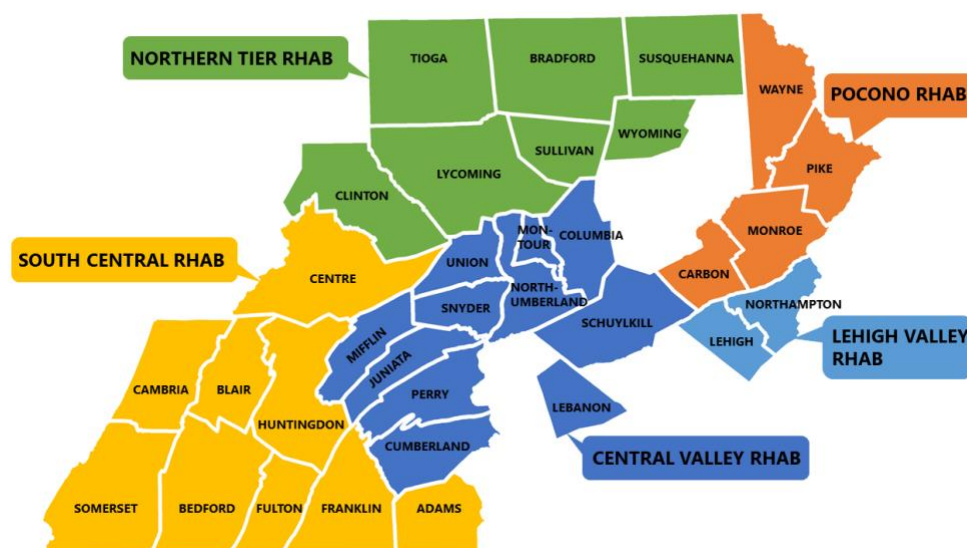 TIOGA
BRADFORD
SUSQUEHANNA
NORTHERN TIER RHAB
WAYNE
POCONO RHAB
WYOMING
SULLIVAN
PIKE
LYCOMING
CLINTON
MON-
TOUR
COLUMBIA
MONROE
SOUTH CENTRAL RHAB
UNION
CENTRE
CARBON
NORTH-
UMBERLAND
SNYDER
NORTHAMPTON
SCHUYLKILL
LEHIGH
LEHIGH VALLEY
RHAB
MIFFLIN
JUNIATA
CAMBRIA
BLAIR
PERRY
LEBANON
HUNTINGDON
CUMBERLAND
CENTRAL VALLEY RHAB
SOMERSET
BEDFORD
FULTON
FRANKLIN
ADAMS